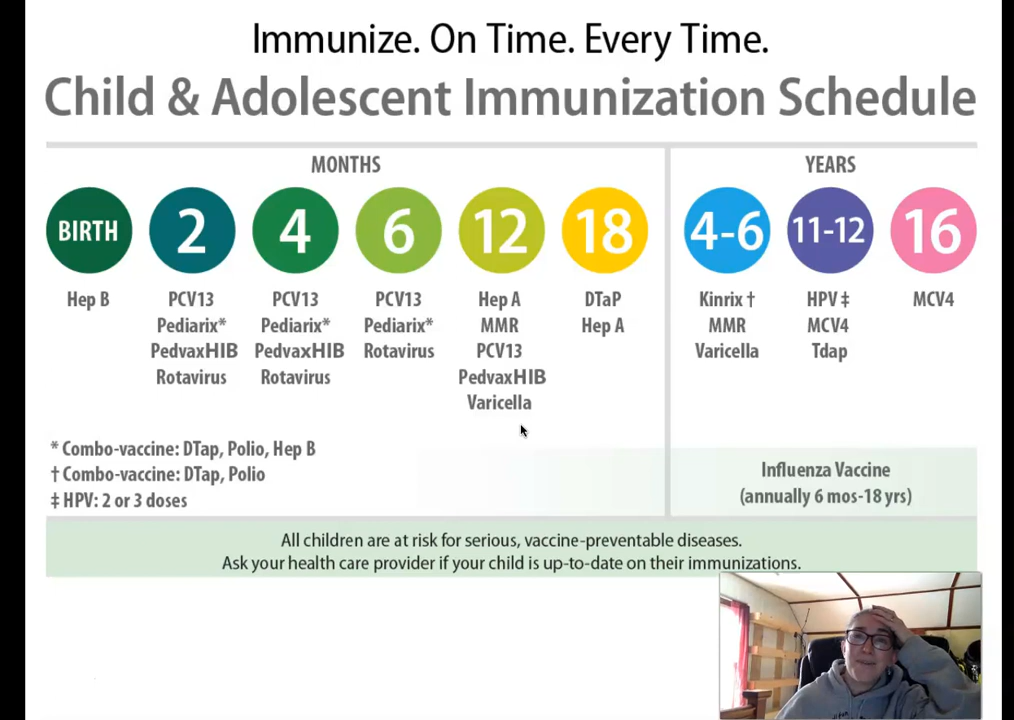 Immunize. On Time. Every Time.
Child & Adolescent Immunization Schedule
MONTHS
BIRTH
Hep B
2
PCV13
Pediarix*
PedvaxHIB
Rotavirus
4
PCV13
Pediarix*
PedvaxHIB
Rotavirus
6
PCV13
Pediarix*
Rotavirus
12
Hep A
MMR
PCV13
PedvaxHIB
Varicella
18
DTaP
Hep A
YEARS
4-6
Kinrix †
MMR
Varicella
11-12
HPV ‡
MCV4
Tdap
16
MCV4
* Combo-vaccine: DTap, Polio, Hep B
† Combo-vaccine: DTap, Polio
‡ HPV: 2 or 3 doses
Influenza Vaccine
(annually 6 mos-18 yrs)
All children are at risk for serious, vaccine-preventable diseases.
Ask your health care provider if your child is up-to-date on their immunizations.